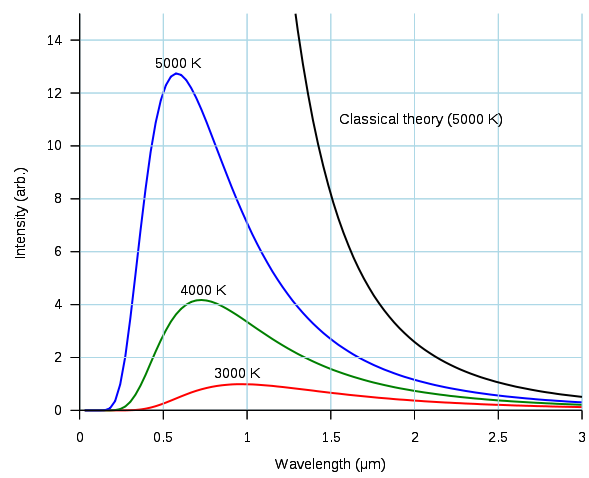 14
5000 K
12
Classical theory (5000 K)
10
Intensity (arb.)
8
6
4000 K
4
3000 K
2
0
0 0.5 1 1.5 2 2.5 3
Wavelength (μm)